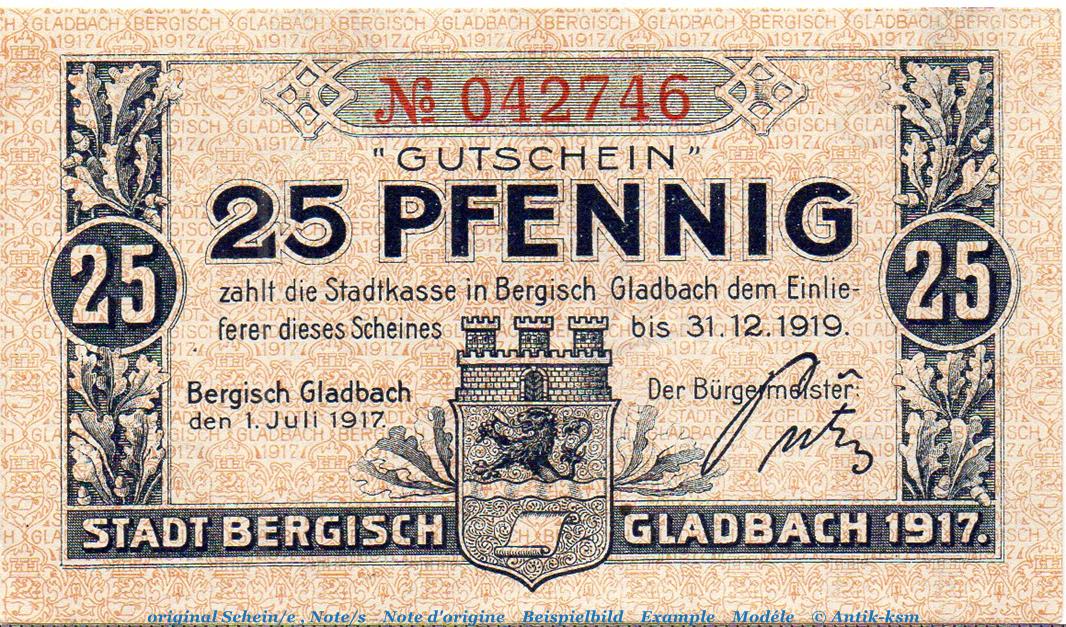 № 042746
"GUTSCHEIN"
25 PFENNIG
25
25
zahlt die Stadtkasse in Bergisch Gladbach dem Einlie-
ferer dieses Scheines bis 31.12.1919.
Bergisch Gladbach
den 1. Juli 1917.
Der Bürgermeister:
STADT BERGISCH GLADBACH 1917.
original Schein/e , Note/s Note d'origine Beispielbild Example Modéle © Antik-ksm